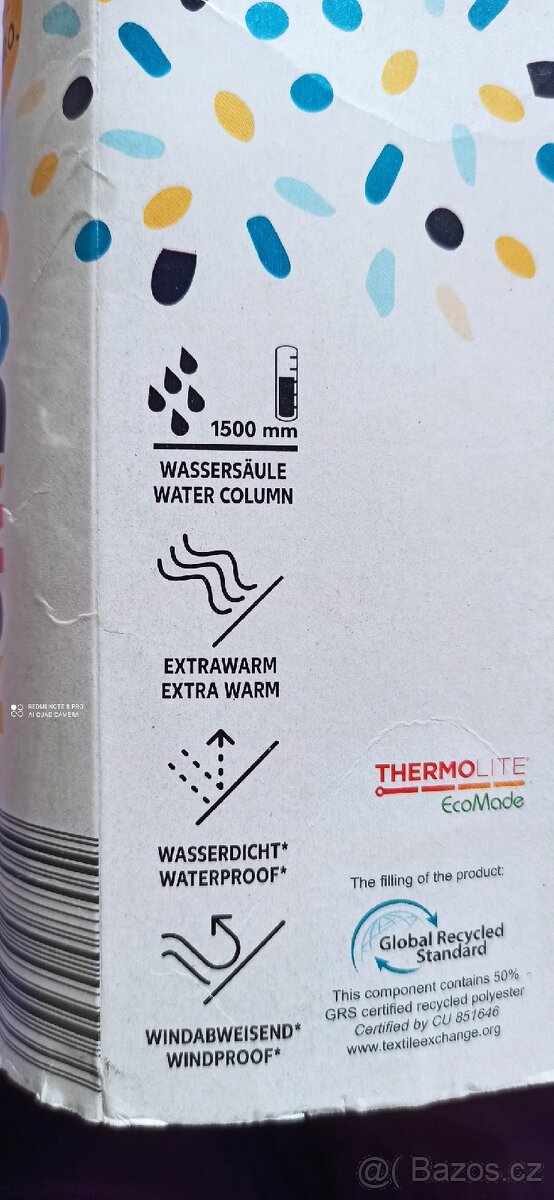 1500 mm
WASSERSÄULE
WATER COLUMN
EXTRAWARM
EXTRA WARM
REDMI NOTE 8 PRO
AI QUAD CAMERA
THERMOLITE®
EcoMade
WASSERDICHT*
WATERPROOF*
The filling of the product:
Global Recycled
Standard
This component contains 50%
GRS certified recycled polyester
Certified by CU 851646
www.textileexchange.org
WINDABWEISEND*
WINDPROOF*
@( Bazos.cz